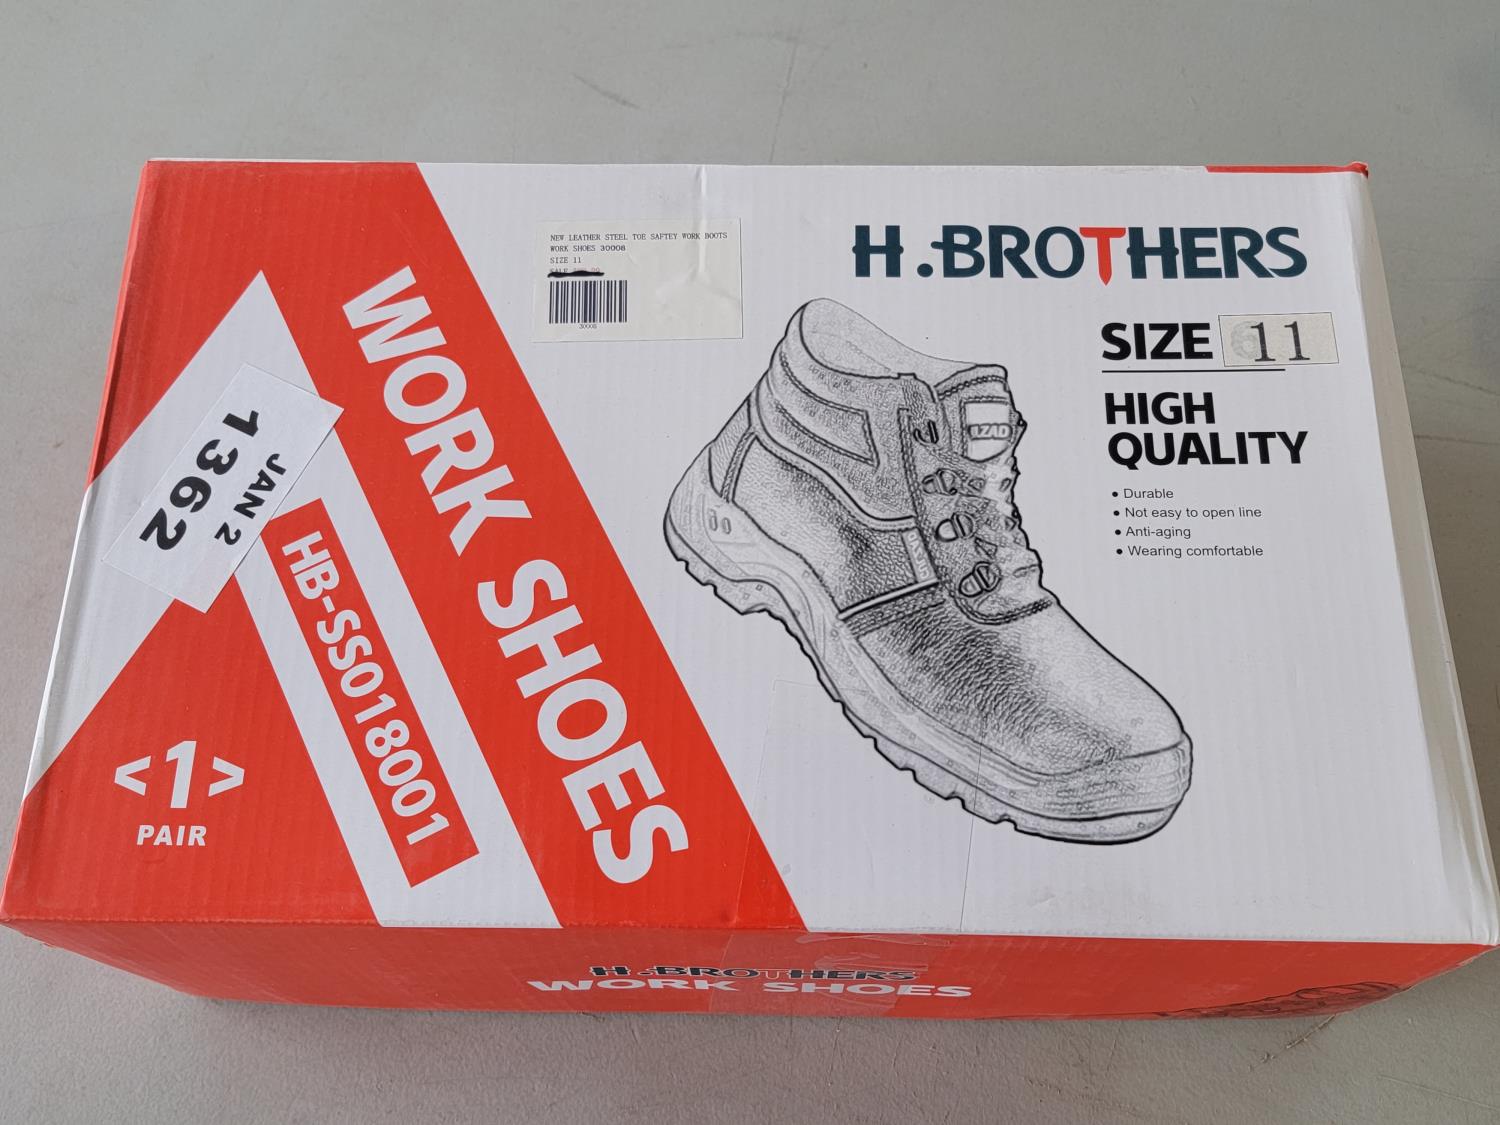 NEW LEATHER STEEL TOE SAFTEY WORK BOOTS
WORK SHOES 30008
SIZE 11
SALE
30008
H.BROTHERS
SIZE 11
HIGH
QUALITY
• Durable
• Not easy to open line
• Anti-aging
• Wearing comfortable
WORK SHOES
JAN 2
1362
HB-SS018001
<1>
PAIR
H.BROTHERS
WORK SHOES